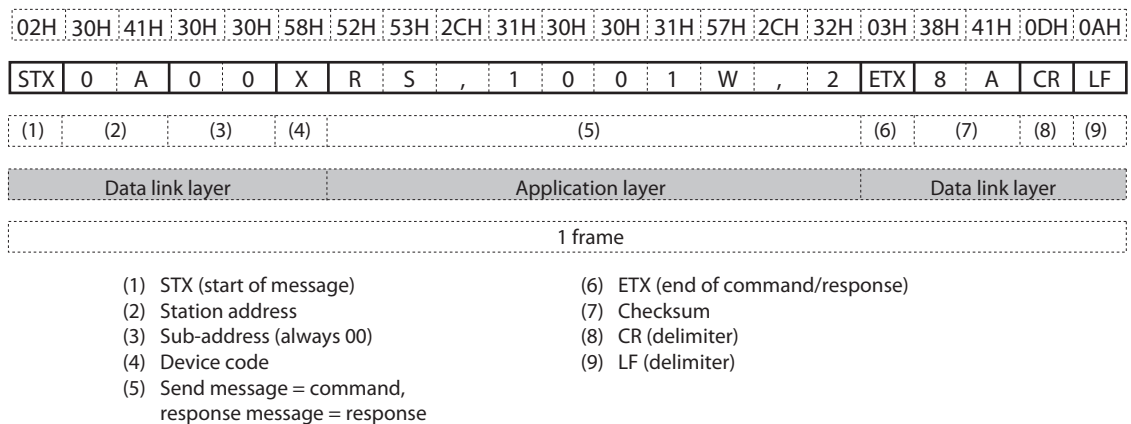 02H 30H 41H 30H 30H 58H 52H 53H 2CH 31H 30H 30H 31H 57H 2CH 32H 03H 38H 41H 0DH 0AH
STX 0 A 0 0 X R S , 1 0 0 1 W , 2 ETX 8 A CR LF
(1) (2) (3) (4) (5) (6) (7) (8) (9)
Data link layer Application layer Data link layer
1 frame
(1) STX (start of message)
(2) Station address
(3) Sub-address (always 00)
(4) Device code
(5) Send message = command,
response message = response
(6) ETX (end of command/response)
(7) Checksum
(8) CR (delimiter)
(9) LF (delimiter)